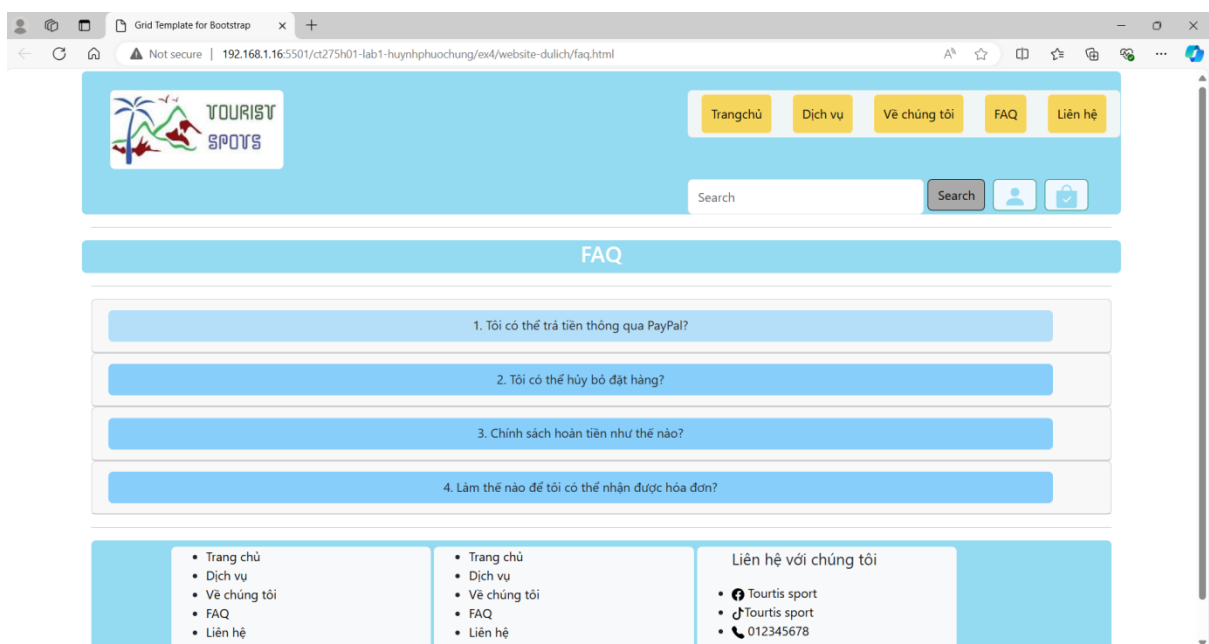 Grid Template for Bootstrap
Not secure | 192.168.1.16:5501/ct275h01-lab1-huynhphuochung/ex4/website-dulich/faq.html
TOURIST
SPOTS
Trangchủ Dịch vụ Về chúng tôi FAQ Liên hệ
Search Search
FAQ
1. Tôi có thể trả tiền thông qua PayPal?
2. Tôi có thể hủy bỏ đặt hàng?
3. Chính sách hoàn tiền như thế nào?
4. Làm thế nào để tôi có thể nhận được hóa đơn?
• Trang chủ
• Dịch vụ
• Về chúng tôi
• FAQ
• Liên hệ
• Trang chủ
• Dịch vụ
• Về chúng tôi
• FAQ
• Liên hệ
Liên hệ với chúng tôi
• Tourtis sport
• Tourtis sport
• 012345678